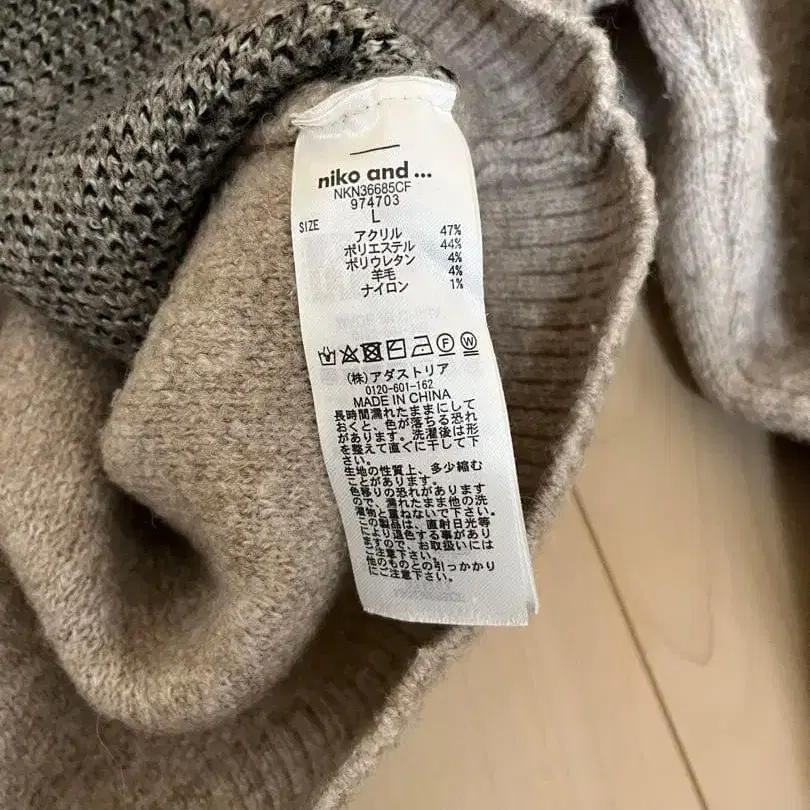 niko and ...
NKN36685CF
974703
L
SIZE
アクリル 47%
ポリエステル 44%
ポリウレタン 4%
羊毛 4%
ナイロン 1%
F W
(株)アダストリア
0120-601-162
MADE IN CHINA
長時間濡れたままにして
おくと、色が落ちる恐れ
があります。洗濯後は形
を整えて直ぐに干して下
さい。
生地の性質上、多少縮む
ことがあります。
色移りの恐れがあります
ので、濡れたまま他の洗
濯物と重ねないで下さい。
この製品は、直射日光等
により退色する事があり
ますので、お取扱いには
ご注意下さい。
他のものとの引っかかり
にご注意下さい。